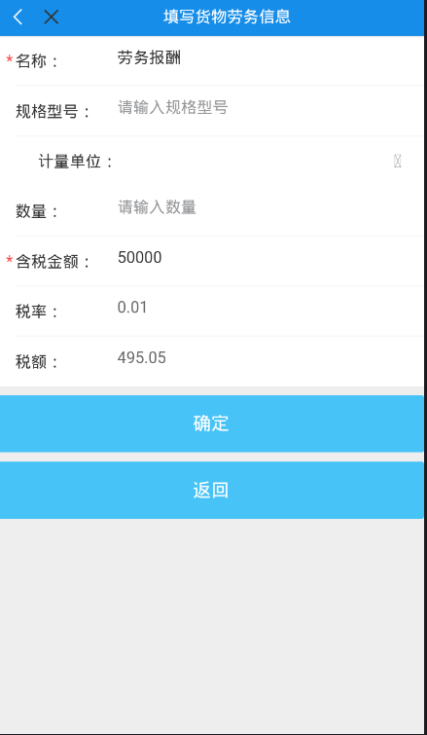 填写货物劳务信息
*名称： 劳务报酬
规格型号： 请输入规格型号
计量单位：
数量： 请输入数量
*含税金额： 50000
税率： 0.01
税额： 495.05
确定
返回